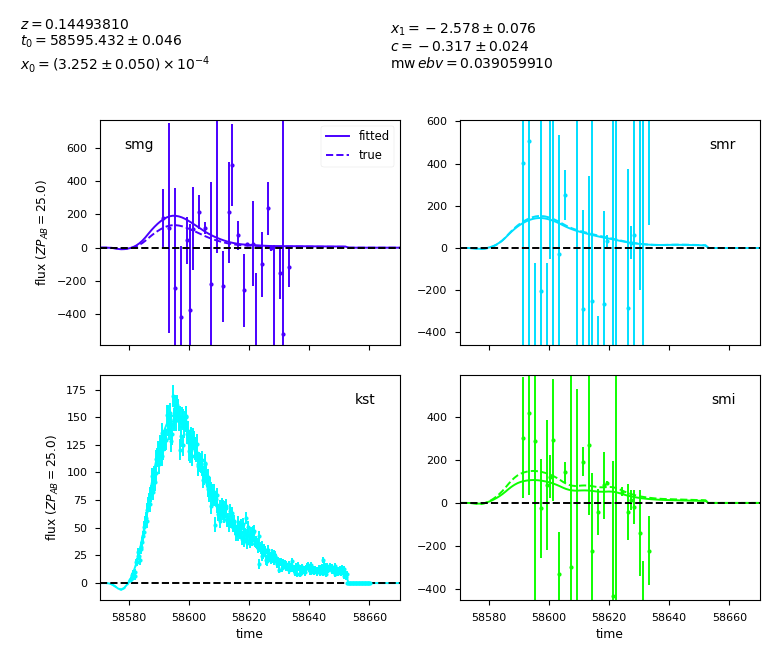 z = 0.14493810
t₀ = 58595.432 ± 0.046
x₀ = (3.252 ± 0.050) × 10⁻⁴
x₁ = −2.578 ± 0.076
c = −0.317 ± 0.024
mw ebv = 0.039059910
smg
fitted
true
600
400
200
0
−200
−400
flux (ZP_AB = 25.0)
smr
600
400
200
0
−200
−400
kst
175
150
125
100
75
50
25
0
flux (ZP_AB = 25.0)
58580 58600 58620 58640 58660
time
smi
400
200
0
−200
−400
58580 58600 58620 58640 58660
time